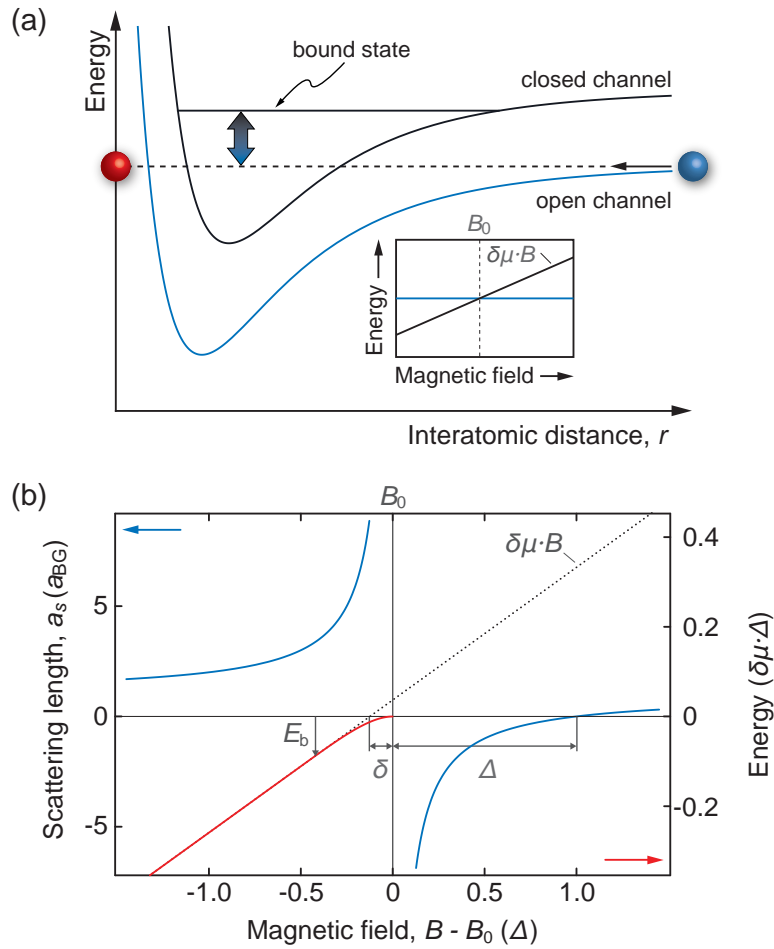 (a)
Energy
bound state
closed channel
open channel
B₀
δμ·B
Energy
Magnetic field
Interatomic distance, r
(b)
B₀
δμ·B
Scattering length, aₛ (a_BG)
5
0
-5
E_b
δ
Δ
0.4
0.2
0
-0.2
Energy (δμ·Δ)
-1.0 -0.5 0 0.5 1.0
Magnetic field, B - B₀ (Δ)